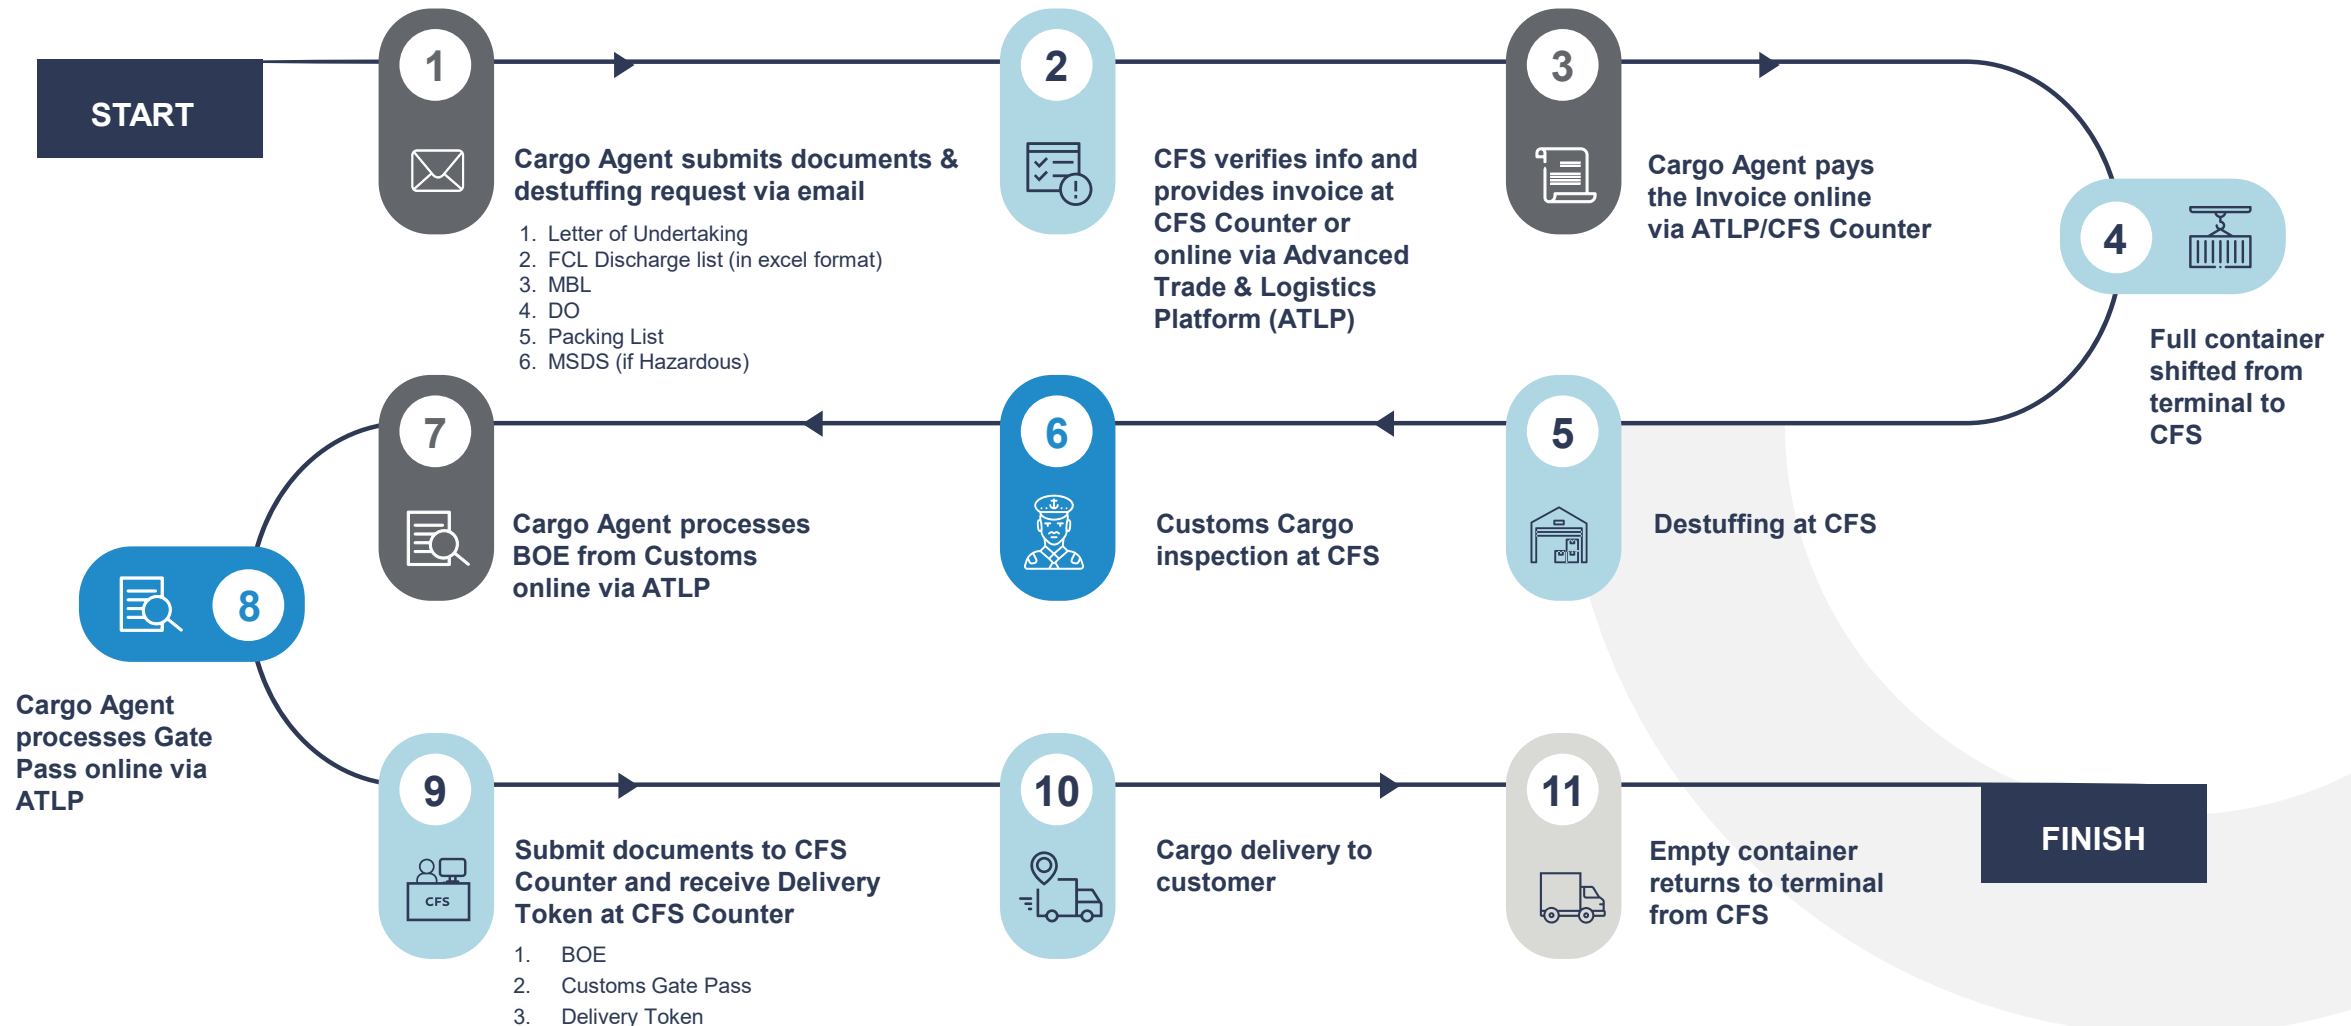 START
1
Cargo Agent submits documents &
destuffing request via email
1. Letter of Undertaking
2. FCL Discharge list (in excel format)
3. MBL
4. DO
5. Packing List
6. MSDS (if Hazardous)
2
CFS verifies info and
provides invoice at
CFS Counter or
online via Advanced
Trade & Logistics
Platform (ATLP)
3
Cargo Agent pays
the Invoice online
via ATLP/CFS Counter
4
Full container
shifted from
terminal to
CFS
5
Destuffing at CFS
6
Customs Cargo
inspection at CFS
7
Cargo Agent processes
BOE from Customs
online via ATLP
8
Cargo Agent
processes Gate
Pass online via
ATLP
9
CFS
Submit documents to CFS
Counter and receive Delivery
Token at CFS Counter
1. BOE
2. Customs Gate Pass
3. Delivery Token
10
Cargo delivery to
customer
11
Empty container
returns to terminal
from CFS
FINISH